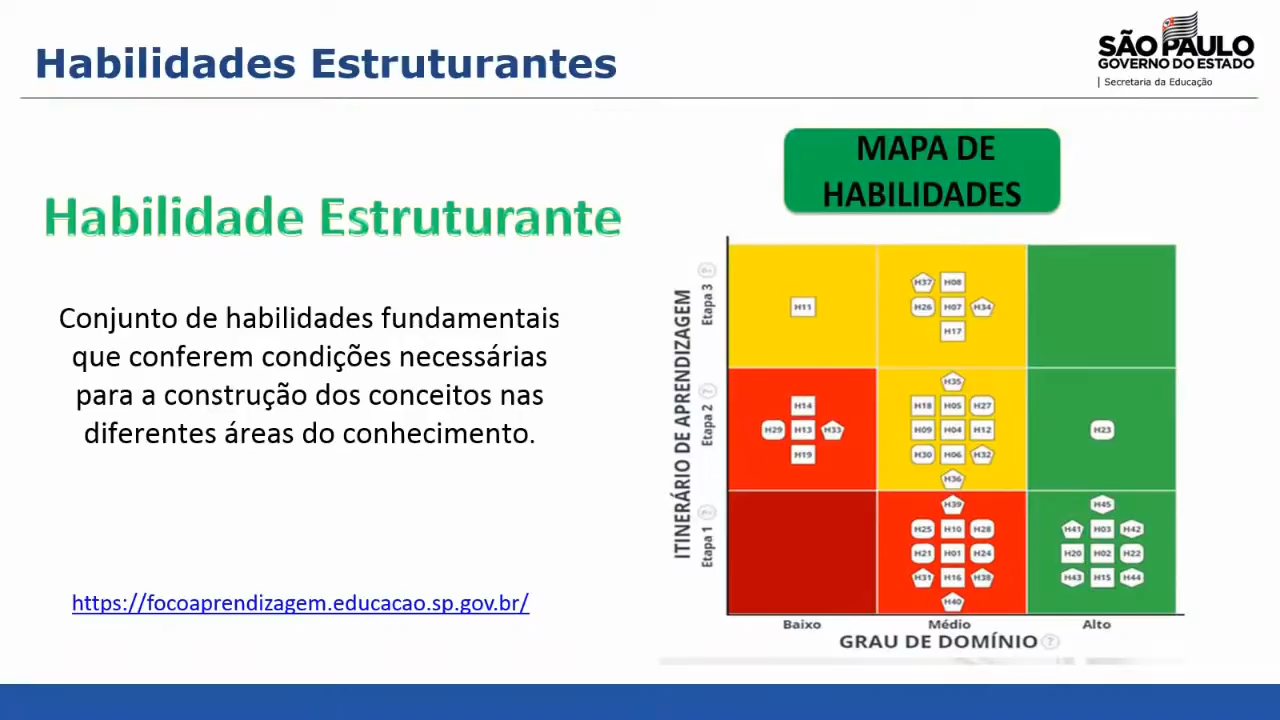 Habilidades Estruturantes
SÃO PAULO
GOVERNO DO ESTADO
| Secretaria da Educação
Habilidade Estruturante
Conjunto de habilidades fundamentais
que conferem condições necessárias
para a construção dos conceitos nas
diferentes áreas do conhecimento.
https://focoaprendizagem.educacao.sp.gov.br/
MAPA DE
HABILIDADES
ITINERÁRIO DE APRENDIZAGEM
Etapa 3
H11
H37 H08
H26 H07 H34
H17
Etapa 2
H14
H29 H13 H33
H19
H35
H18 H05 H27
H09 H04 H12
H30 H06 H32
H36
H23
Etapa 1
H39
H25 H10 H28
H21 H01 H24
H31 H16 H38
H40
H45
H41 H03 H42
H20 H02 H22
H43 H15 H44
Baixo Médio Alto
GRAU DE DOMÍNIO ?